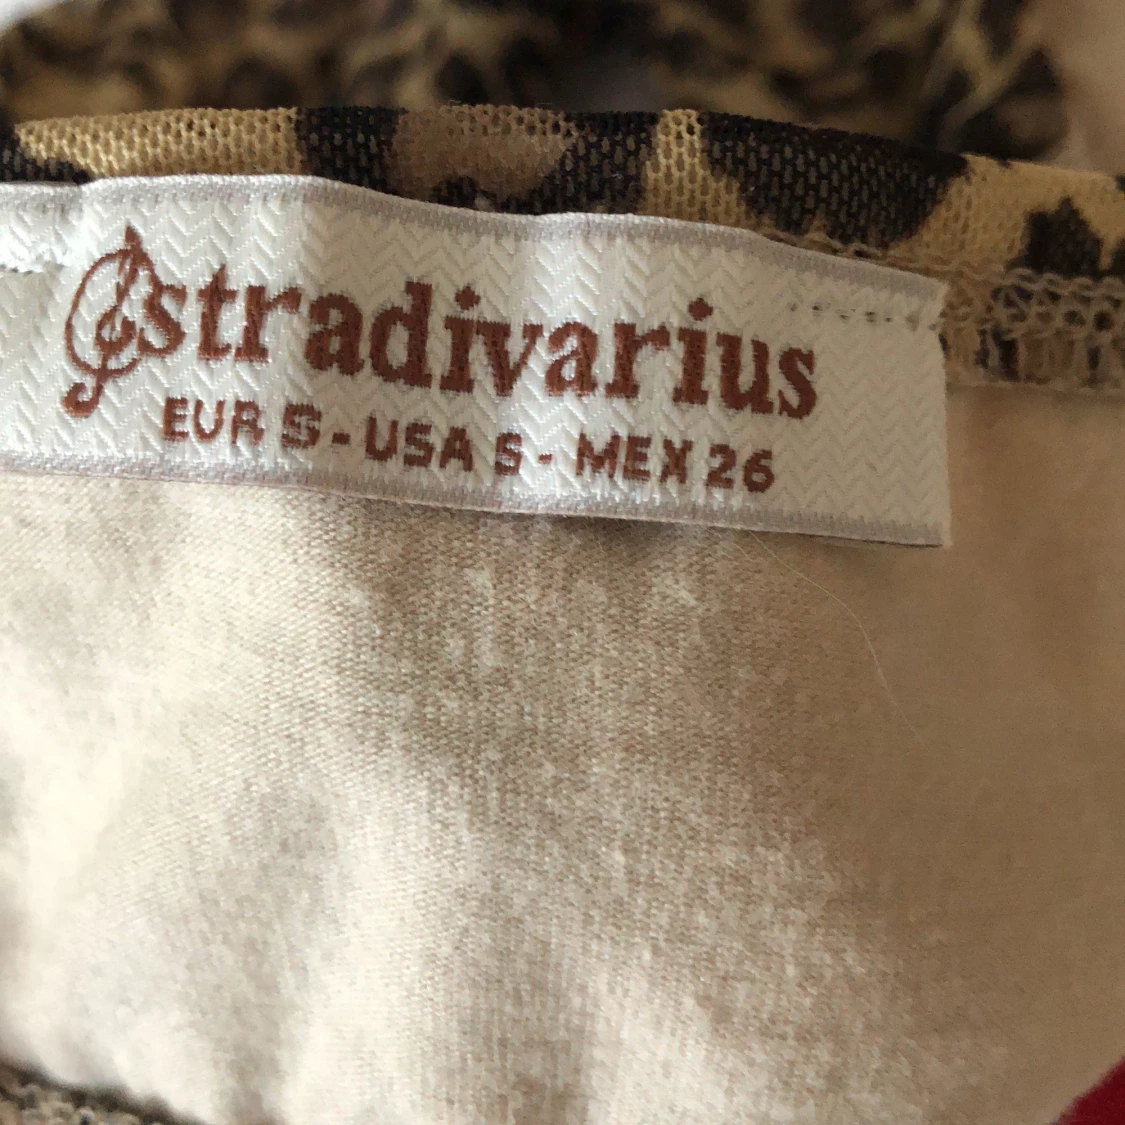 stradivarius
EUR S - USA S - MEX 26